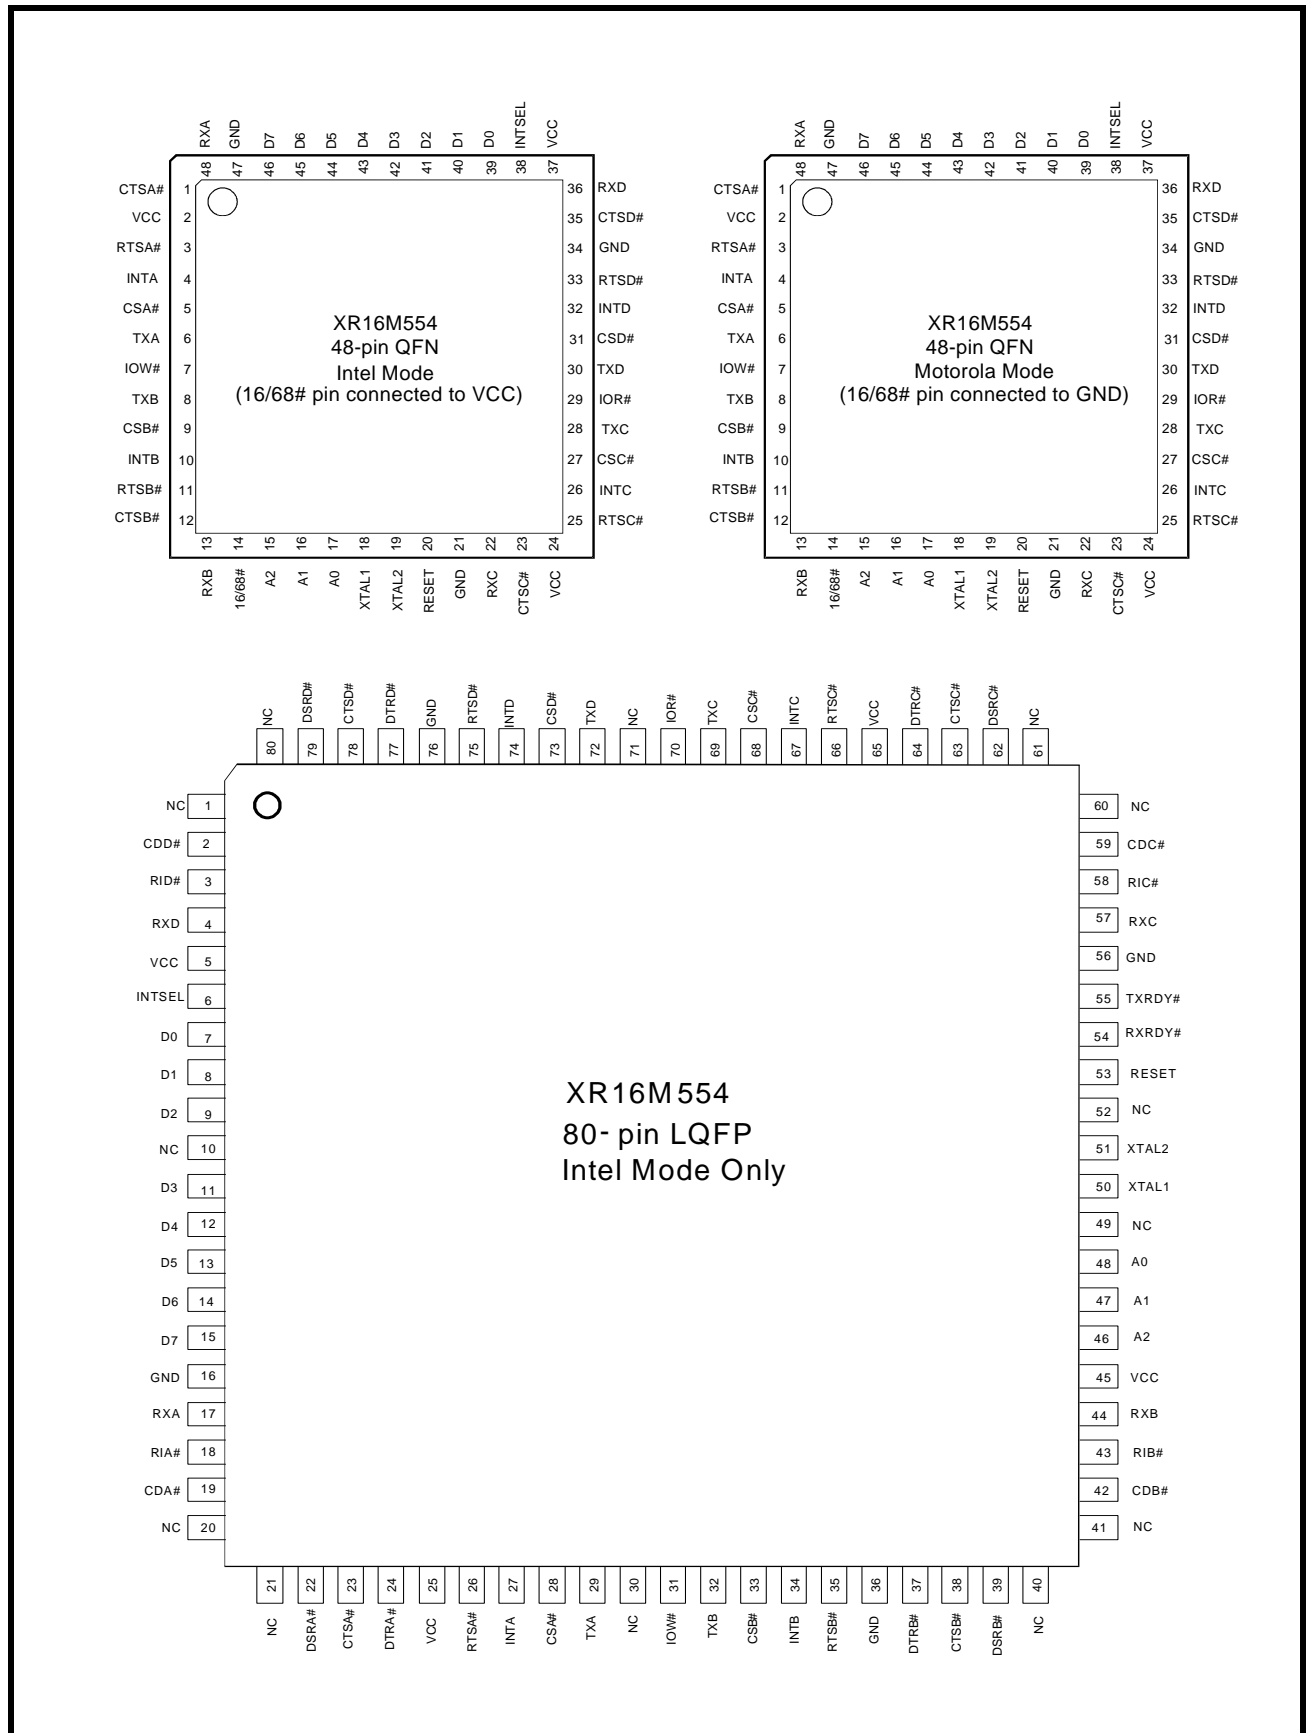 RXA GND D7 D6 D5 D4 D3 D2 D1 D0 INTSEL VCC
48 47 46 45 44 43 42 41 40 39 38 37
CTSA# 1 36 RXD
VCC 2 35 CTSD#
RTSA# 3 34 GND
INTA 4 33 RTSD#
CSA# 5 32 INTD
TXA 6 31 CSD#
IOW# 7 30 TXD
TXB 8 29 IOR#
CSB# 9 28 TXC
INTB 10 27 CSC#
RTSB# 11 26 INTC
CTSB# 12 25 RTSC#
XR16M554
48-pin QFN
Intel Mode
(16/68# pin connected to VCC)
13 14 15 16 17 18 19 20 21 22 23 24
RXB 16/68# A2 A1 A0 XTAL1 XTAL2 RESET GND RXC CTSC# VCC
RXA GND D7 D6 D5 D4 D3 D2 D1 D0 INTSEL VCC
48 47 46 45 44 43 42 41 40 39 38 37
CTSA# 1 36 RXD
VCC 2 35 CTSD#
RTSA# 3 34 GND
INTA 4 33 RTSD#
CSA# 5 32 INTD
TXA 6 31 CSD#
IOW# 7 30 TXD
TXB 8 29 IOR#
CSB# 9 28 TXC
INTB 10 27 CSC#
RTSB# 11 26 INTC
CTSB# 12 25 RTSC#
XR16M554
48-pin QFN
Motorola Mode
(16/68# pin connected to GND)
13 14 15 16 17 18 19 20 21 22 23 24
RXB 16/68# A2 A1 A0 XTAL1 XTAL2 RESET GND RXC CTSC# VCC
NC DSRD# CTSD# DTRD# GND RTSD# INTD CSD# TXD NC IOR# TXC CSC# INTC RTSC# VCC DTRC# CTSC# DSRC# NC
80 79 78 77 76 75 74 73 72 71 70 69 68 67 66 65 64 63 62 61
NC 1 60 NC
CDD# 2 59 CDC#
RID# 3 58 RIC#
RXD 4 57 RXC
VCC 5 56 GND
INTSEL 6 55 TXRDY#
D0 7 54 RXRDY#
D1 8 53 RESET
D2 9 52 NC
NC 10 51 XTAL2
D3 11 50 XTAL1
D4 12 49 NC
D5 13 48 A0
D6 14 47 A1
D7 15 46 A2
GND 16 45 VCC
RXA 17 44 RXB
RIA# 18 43 RIB#
CDA# 19 42 CDB#
NC 20 41 NC
XR16M554
80- pin LQFP
Intel Mode Only
21 22 23 24 25 26 27 28 29 30 31 32 33 34 35 36 37 38 39 40
NC DSRA# CTSA# DTRA# VCC RTSA# INTA CSA# TXA NC IOW# TXB CSB# INTB RTSB# GND DTRB# CTSB# DSRB# NC